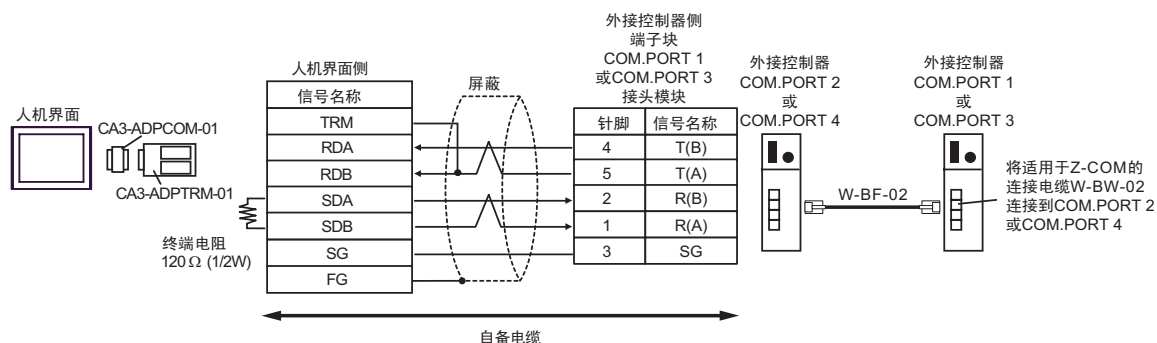 人机界面
CA3-ADPCOM-01
CA3-ADPTRM-01
终端电阻
120 Ω (1/2W)
人机界面侧
信号名称
TRM
RDA
RDB
SDA
SDB
SG
FG
屏蔽
自备电缆
外接控制器侧
端子块
COM.PORT 1
或COM.PORT 3
接头模块
针脚 信号名称
4 T(B)
5 T(A)
2 R(B)
1 R(A)
3 SG
外接控制器
COM.PORT 2
或
COM.PORT 4
W-BF-02
外接控制器
COM.PORT 1
或
COM.PORT 3
将适用于Z-COM的
连接电缆W-BW-02
连接到COM.PORT 2
或COM.PORT 4